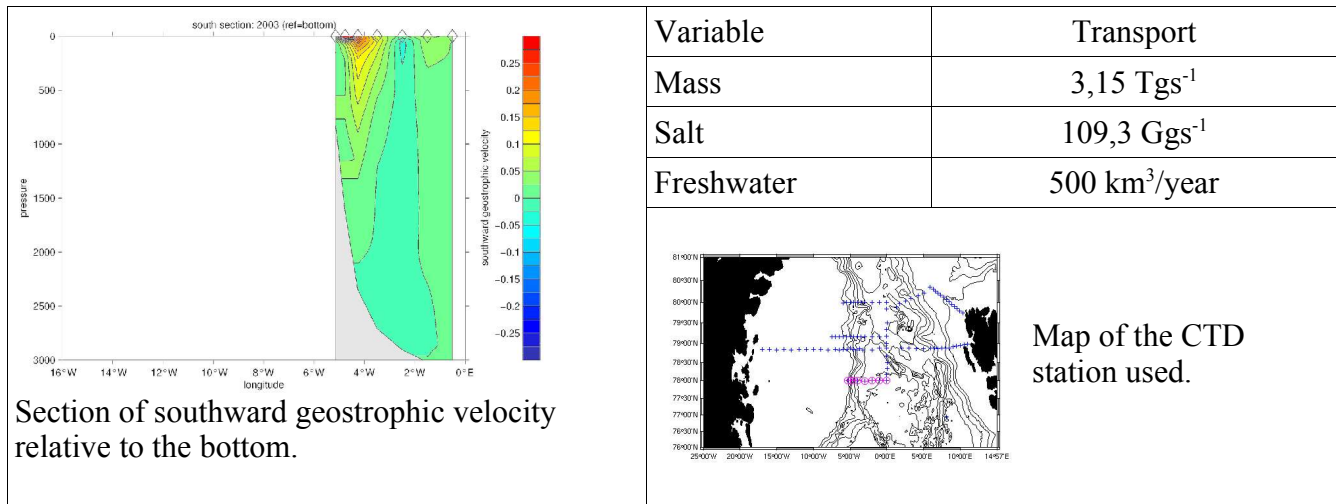 south section: 2003 (ref=bottom)
0
500
1000
1500
2000
2500
3000
pressure
16°W 14°W 12°W 10°W 8°W 6°W 4°W 2°W 0°E
longitude
0.25
0.2
0.15
0.1
0.05
0
−0.05
−0.1
−0.15
−0.2
−0.25
southward geostrophic velocity
Section of southward geostrophic velocity
relative to the bottom.
Variable Transport
Mass 3,15 Tgs-1
Salt 109,3 Ggs-1
Freshwater 500 km3/year
81°00'N
80°30'N
80°00'N
79°30'N
79°00'N
78°30'N
78°00'N
77°30'N
77°00'N
76°30'N
76°00'N
25°00'W 20°00'W 15°00'W 10°00'W 5°00'W 0°00'E 5°00'E 10°00'E 14°57'E
Map of the CTD
station used.